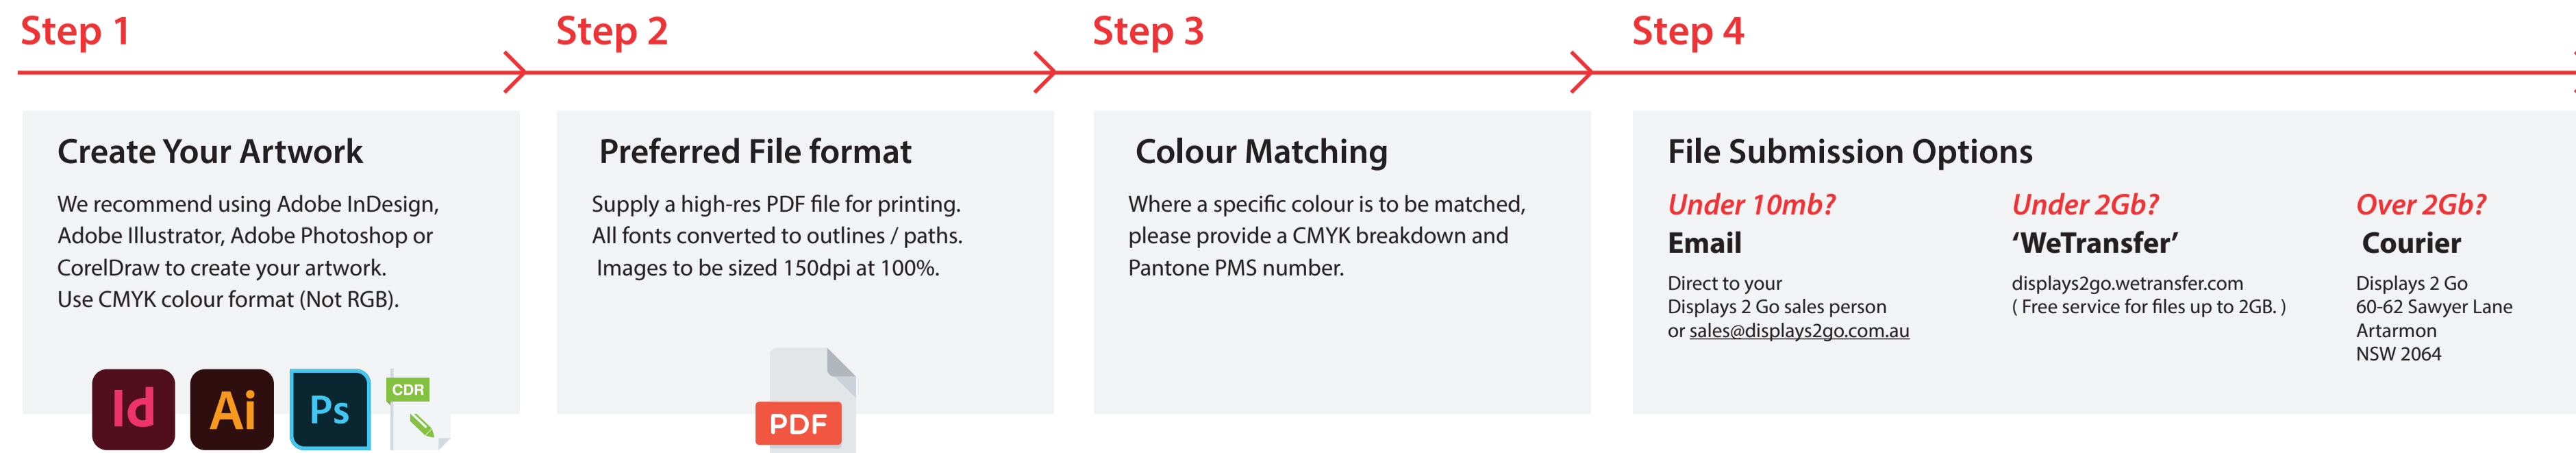 Step 1
Create Your Artwork
We recommend using Adobe InDesign,
Adobe Illustrator, Adobe Photoshop or
CorelDraw to create your artwork.
Use CMYK colour format (Not RGB).
Id
Ai
Ps
CDR
Step 2
Preferred File format
Supply a high-res PDF file for printing.
All fonts converted to outlines / paths.
Images to be sized 150dpi at 100%.
PDF
Step 3
Colour Matching
Where a specific colour is to be matched,
please provide a CMYK breakdown and
Pantone PMS number.
Step 4
File Submission Options
Under 10mb?
Email
Direct to your
Displays 2 Go sales person
or sales@displays2go.com.au
Under 2Gb?
‘WeTransfer’
displays2go.wetransfer.com
( Free service for files up to 2GB. )
Over 2Gb?
Courier
Displays 2 Go
60-62 Sawyer Lane
Artarmon
NSW 2064